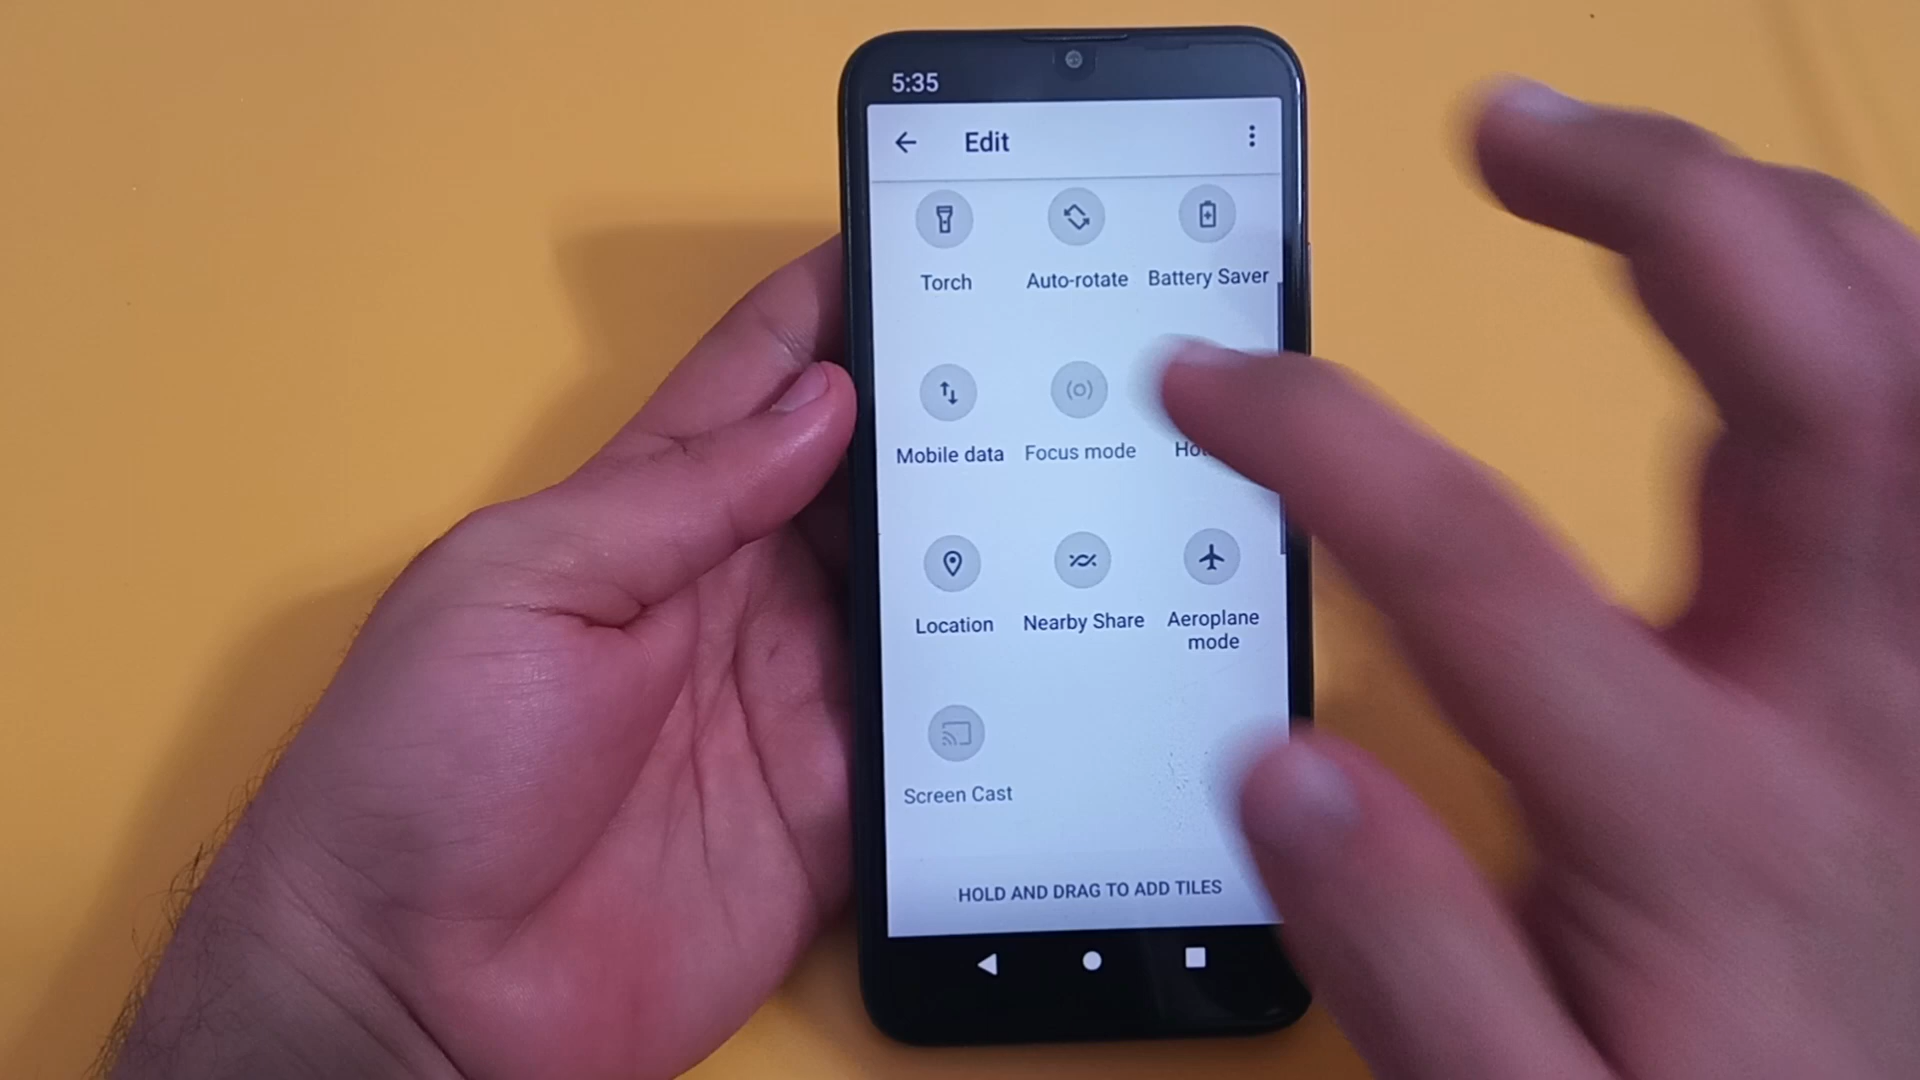 5:35
Edit
Torch
Auto-rotate
Battery Saver
Mobile data
Focus mode
Location
Nearby Share
Aeroplane
mode
Screen Cast
HOLD AND DRAG TO ADD TILES